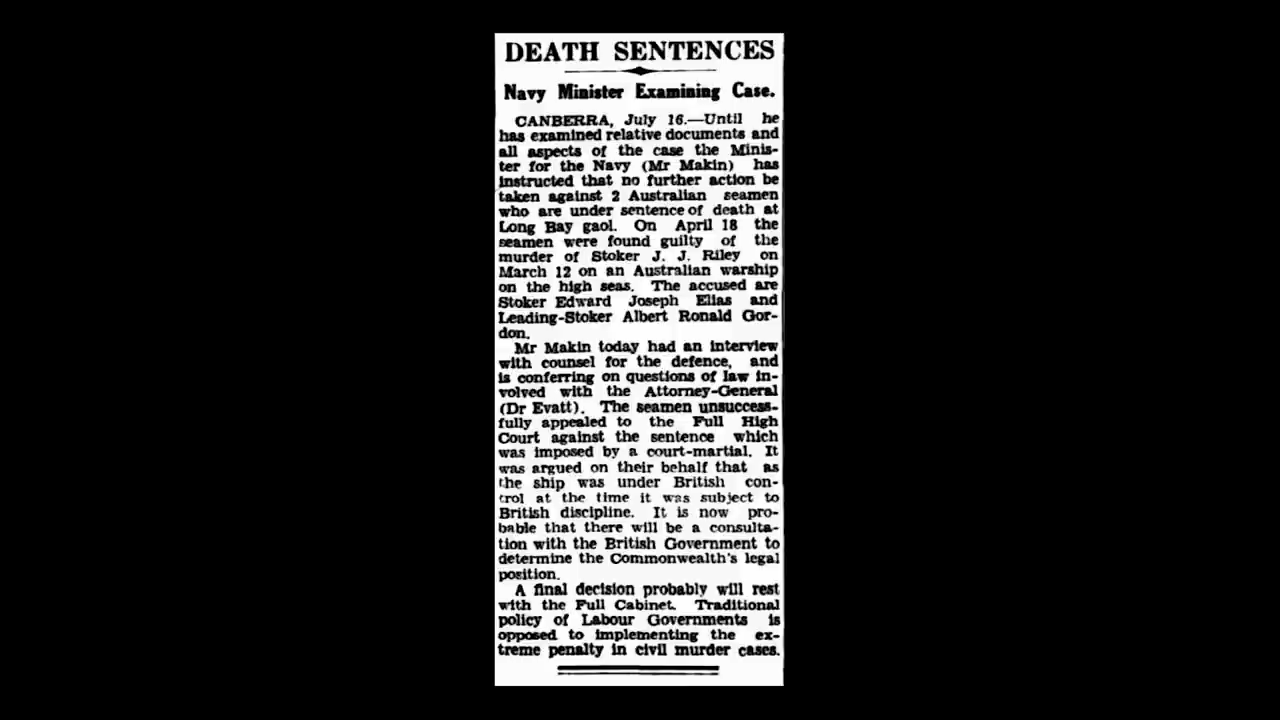 DEATH SENTENCES
Navy Minister Examining Case.
CANBERRA, July 16.—Until he
has examined relative documents and
all aspects of the case the Minis-
ter for the Navy (Mr Makin) has
instructed that no further action be
taken against 2 Australian seamen
who are under sentence of death at
Long Bay gaol. On April 18 the
seamen were found guilty of the
murder of Stoker J. J. Riley on
March 12 on an Australian warship
on the high seas. The accused are
Stoker Edward Joseph Elias and
Leading-Stoker Albert Ronald Gor-
don.
Mr Makin today had an interview
with counsel for the defence, and
is conferring on questions of law in-
volved with the Attorney-General
(Dr Evatt). The seamen unsuccess-
fully appealed to the Full High
Court against the sentence which
was imposed by a court-martial. It
was argued on their behalf that as
the ship was under British con-
trol at the time it was subject to
British discipline. It is now pro-
bable that there will be a consulta-
tion with the British Government to
determine the Commonwealth's legal
position.
A final decision probably will rest
with the Full Cabinet. Traditional
policy of Labour Governments is
opposed to implementing the ex-
treme penalty in civil murder cases.